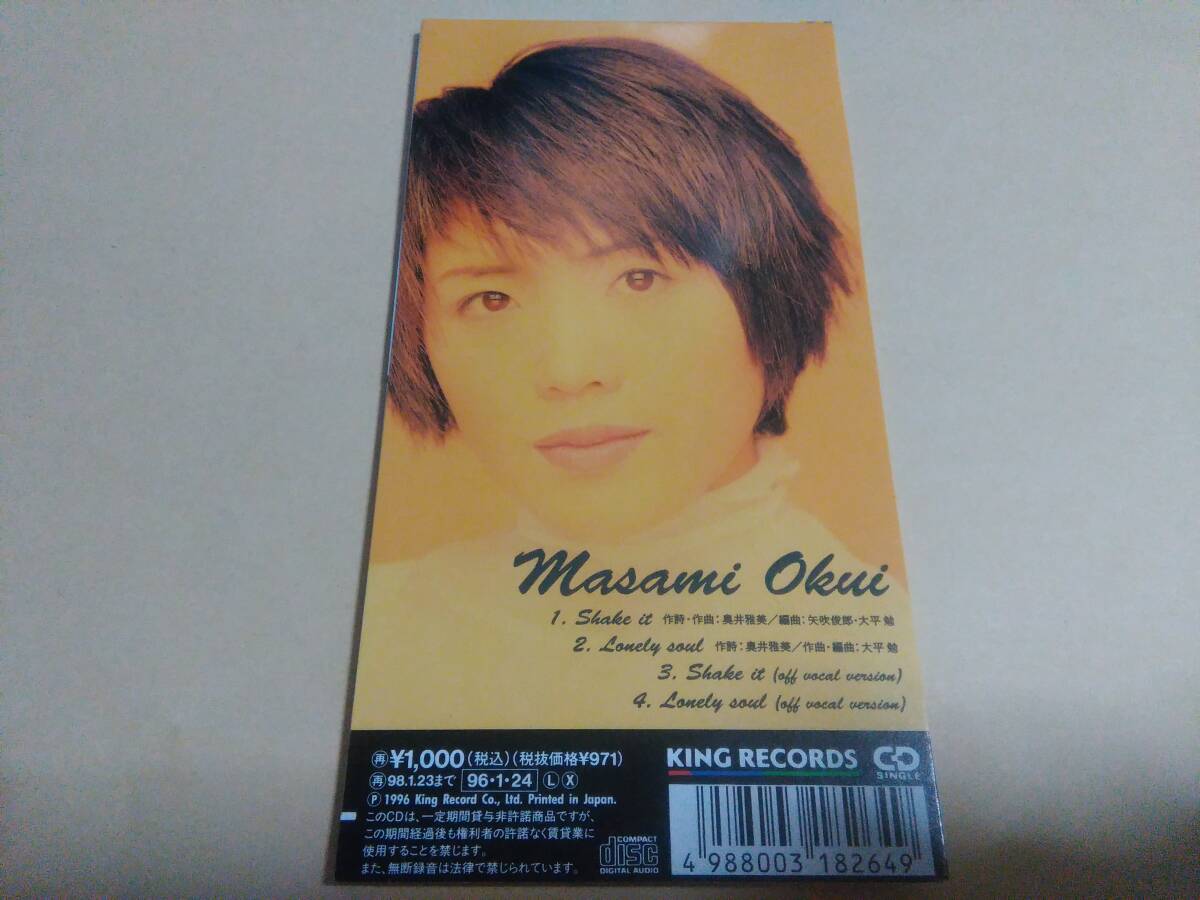 Masami Okui
1. Shake it 作詩・作曲：奥井雅美／編曲：矢吹俊郎・大平 勉
2. Lonely soul 作詩：奥井雅美／作曲・編曲：大平 勉
3. Shake it (off vocal version)
4. Lonely soul (off vocal version)
再 ¥1,000（税込）（税抜価格¥971）
再 98.1.23まで 96・1・24 L X
Ⓟ 1996 King Record Co., Ltd. Printed in Japan.
このCDは、一定期間貸与非許諾商品ですが、
この期間経過後も権利者の許諾なく賃貸業に
使用することを禁じます。
また、無断録音は法律で禁じられています。
COMPACT
disc
DIGITAL AUDIO
KING RECORDS
CD
SINGLE
4 988003 182649